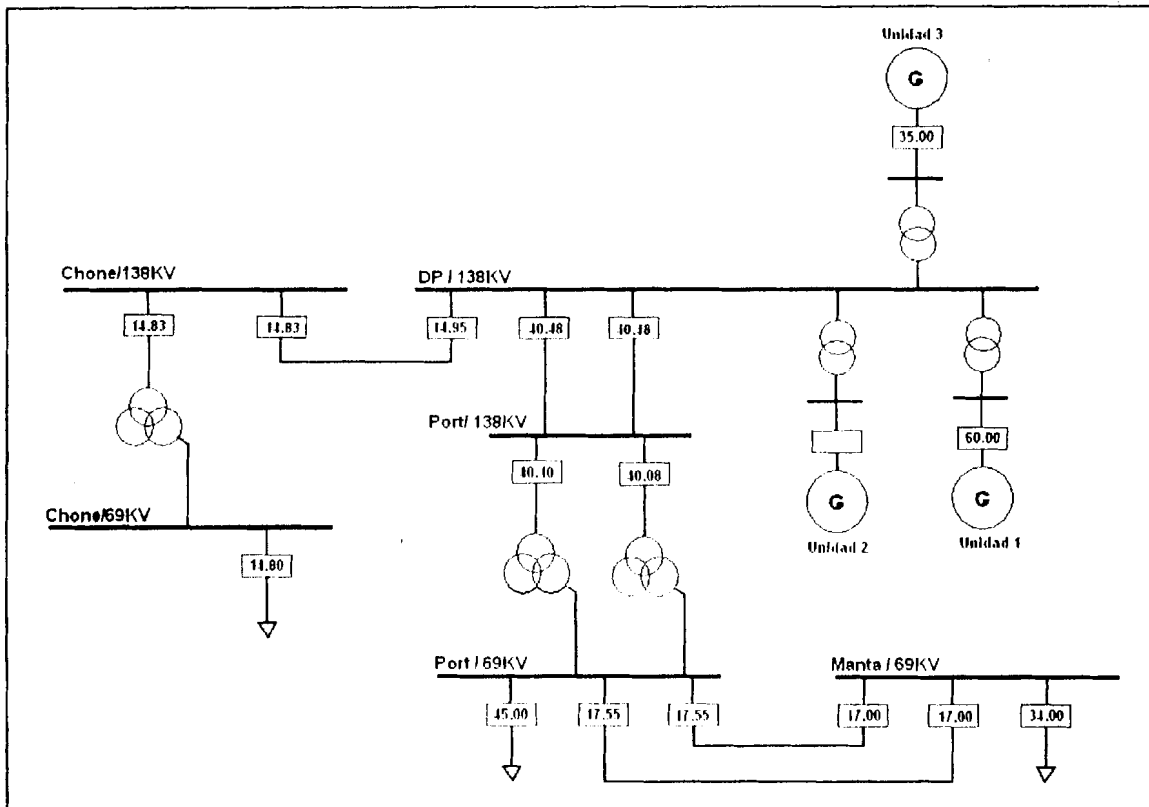 Unidad 3
G
35.00
Chone/138KV
DP / 138KV
14.83
14.83
14.95
40.48
40.48
Port/ 138KV
40.40
40.08
60.00
G
G
Unidad 2
Unidad 1
Chone/69KV
14.80
Port / 69KV
Manta / 69KV
45.00
17.55
17.55
17.00
17.00
34.00